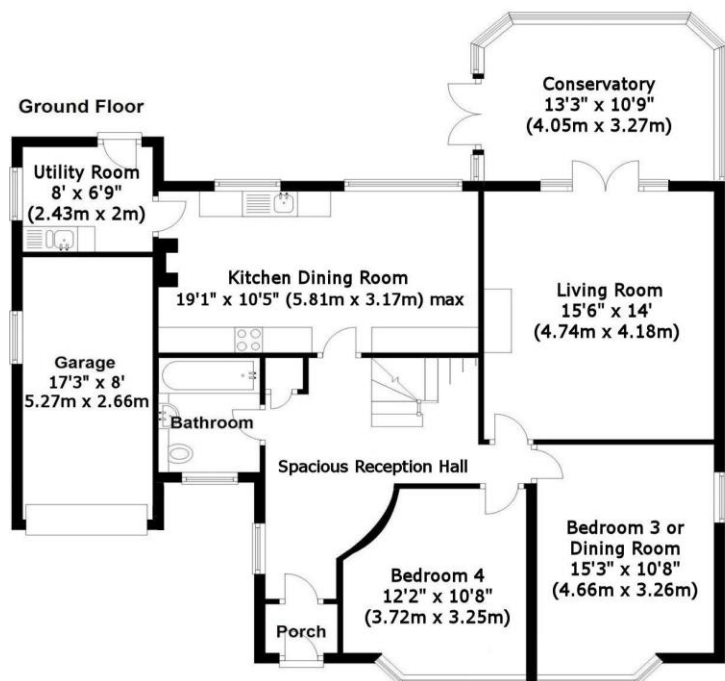 Ground Floor
Conservatory
13'3" x 10'9"
(4.05m x 3.27m)
Utility Room
8' x 6'9"
(2.43m x 2m)
Kitchen Dining Room
19'1" x 10'5" (5.81m x 3.17m) max
Living Room
15'6" x 14'
(4.74m x 4.18m)
Garage
17'3" x 8'
5.27m x 2.66m
Bathroom
Spacious Reception Hall
Bedroom 3 or
Dining Room
15'3" x 10'8"
(4.66m x 3.26m)
Bedroom 4
12'2" x 10'8"
(3.72m x 3.25m)
Porch